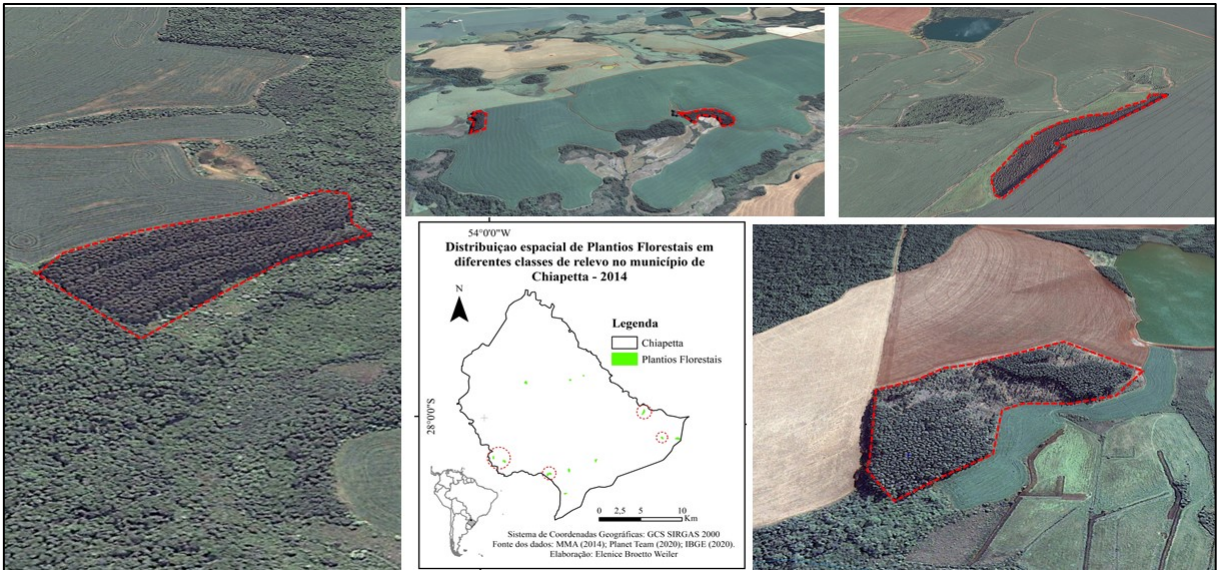 54°0'0"W
Distribuiçao espacial de Plantios Florestais em
diferentes classes de relevo no município de
Chiapetta - 2014
N
Legenda
Chiapetta
Plantios Florestais
28°0'0"S
0 2,5 5 10
Km
Sistema de Coordenadas Geográficas: GCS SIRGAS 2000
Fonte dos dados: MMA (2014); Planet Team (2020); IBGE (2020).
Elaboração: Elenice Broetto Weiler